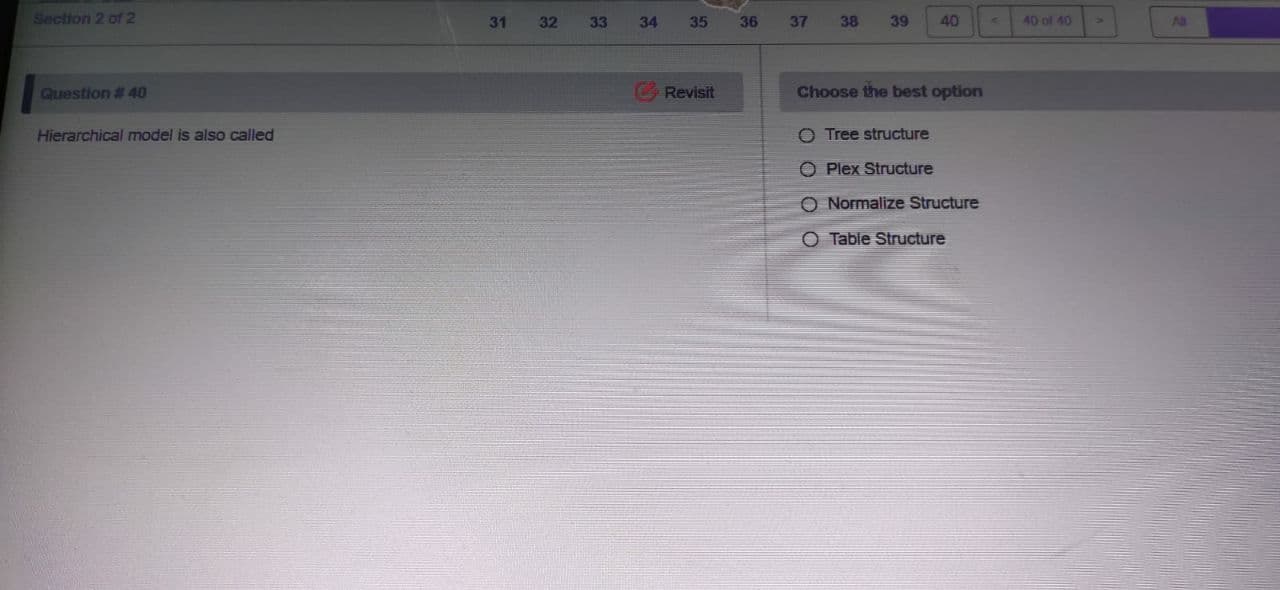 Section 2 of 2
31 32 33 34 35 36 37 38 39 40 < 40 of 40 > All
Question # 40
Revisit
Hierarchical model is also called
Choose the best option
Tree structure
Plex Structure
Normalize Structure
Table Structure